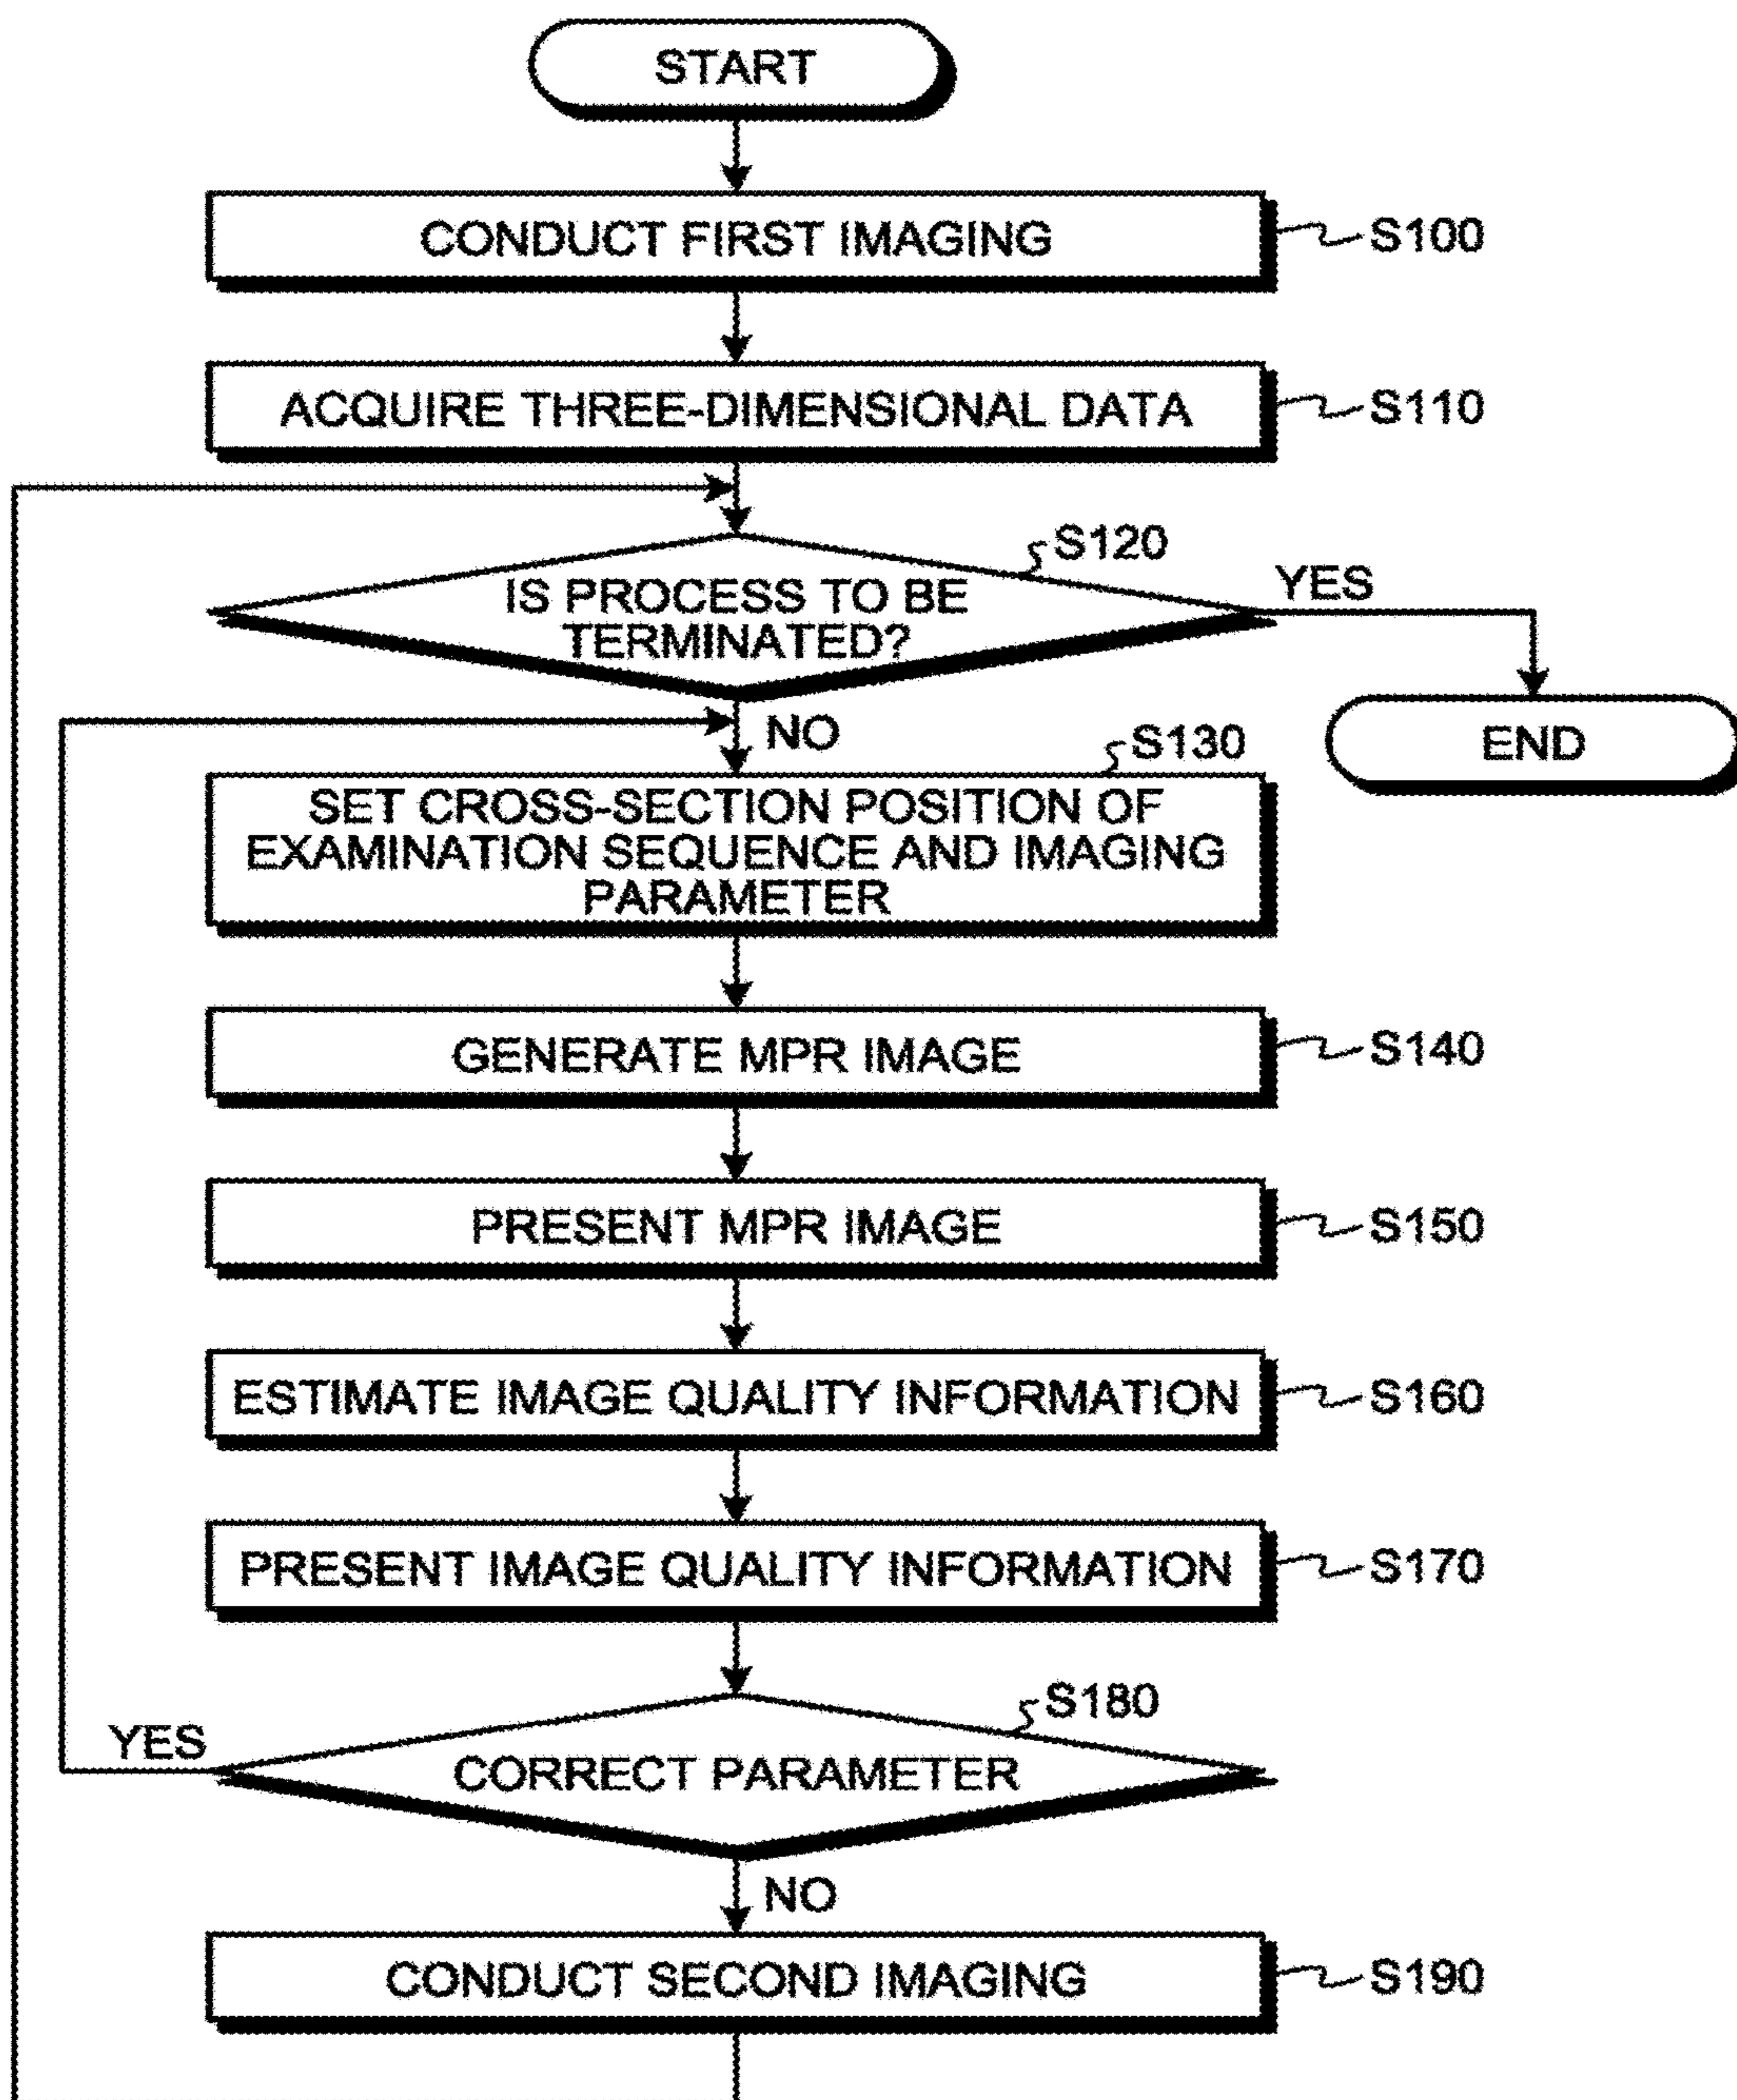 START
CONDUCT FIRST IMAGING
S100
ACQUIRE THREE-DIMENSIONAL DATA
S110
S120
IS PROCESS TO BE
TERMINATED?
YES
NO
END
S130
SET CROSS-SECTION POSITION OF
EXAMINATION SEQUENCE AND IMAGING
PARAMETER
GENERATE MPR IMAGE
S140
PRESENT MPR IMAGE
S150
ESTIMATE IMAGE QUALITY INFORMATION
S160
PRESENT IMAGE QUALITY INFORMATION
S170
S180
YES
CORRECT PARAMETER
NO
CONDUCT SECOND IMAGING
S190